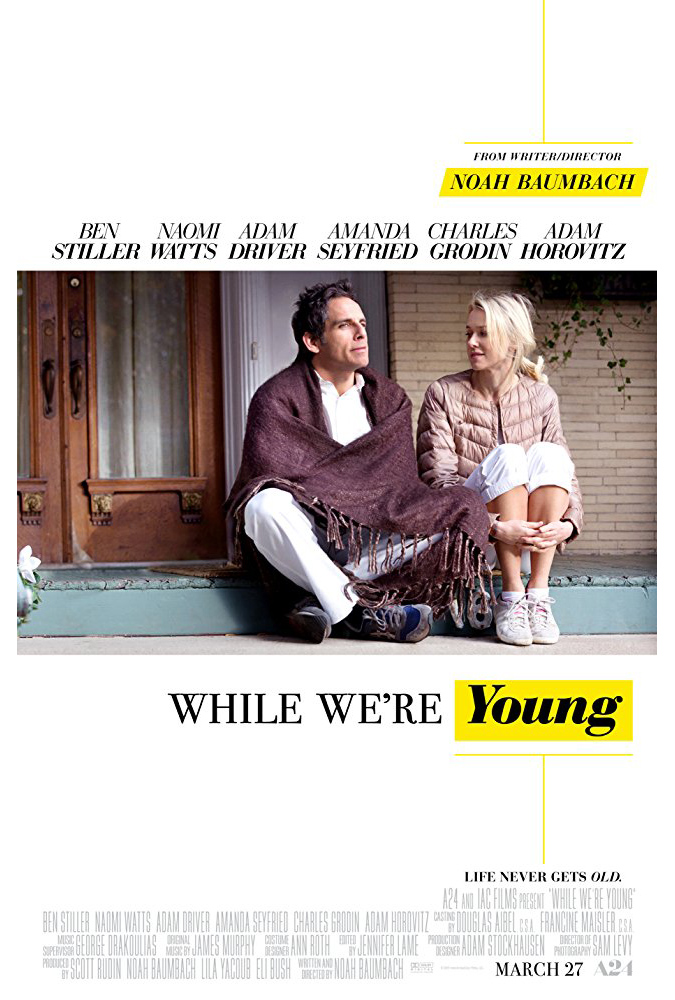 FROM WRITER/DIRECTOR
NOAH BAUMBACH
BEN STILLER NAOMI WATTS ADAM DRIVER AMANDA SEYFRIED CHARLES GRODIN ADAM HOROVITZ
WHILE WE'RE Young
LIFE NEVER GETS OLD.
A24 AND IAC FILMS PRESENT 'WHILE WE'RE YOUNG'
BEN STILLER NAOMI WATTS ADAM DRIVER AMANDA SEYFRIED CHARLES GRODIN ADAM HOROVITZ CASTING BY DOUGLAS AIBEL C.S.A. FRANCINE MAISLER C.S.A.
MUSIC SUPERVISOR GEORGE DRAKOULIAS ORIGINAL MUSIC BY JAMES MURPHY COSTUME DESIGNER ANN ROTH EDITED BY JENNIFER LAME PRODUCTION DESIGNER ADAM STOCKHAUSEN DIRECTOR OF PHOTOGRAPHY SAM LEVY
PRODUCED BY SCOTT RUDIN NOAH BAUMBACH LILA YACOUB ELI BUSH WRITTEN AND DIRECTED BY NOAH BAUMBACH
MARCH 27 A24